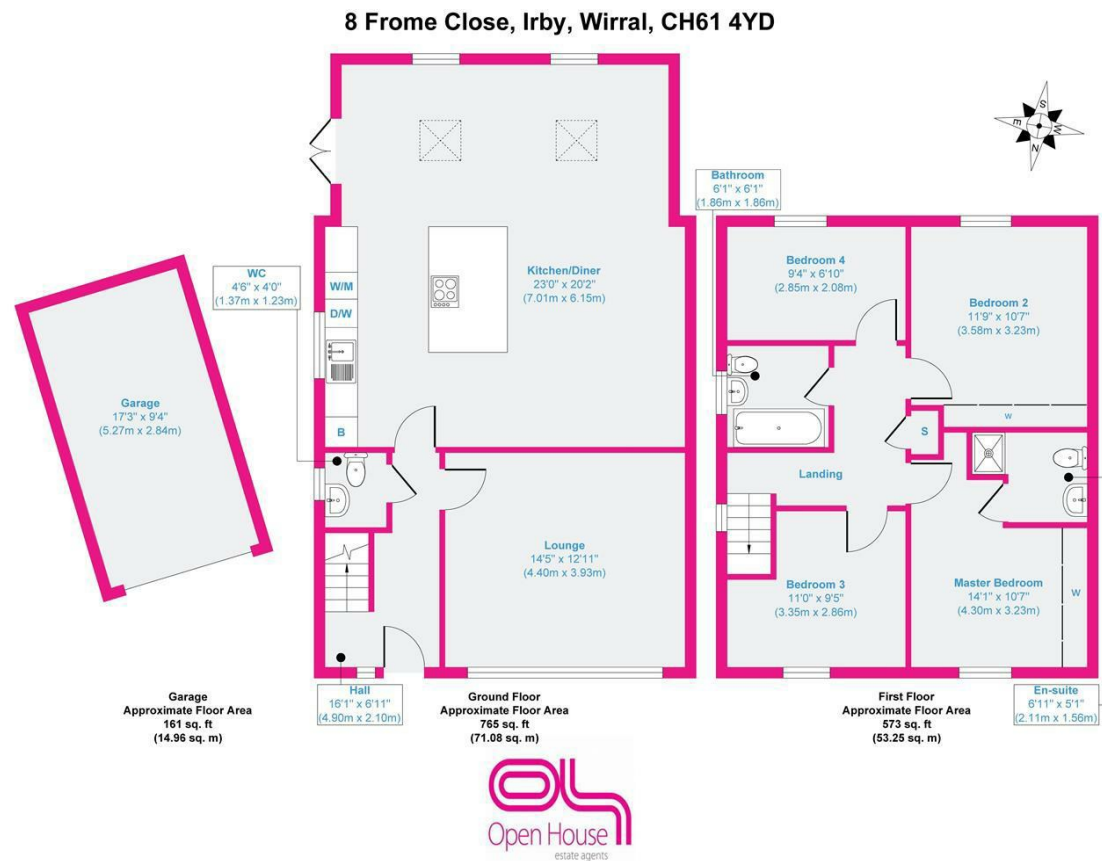 8 Frome Close, Irby, Wirral, CH61 4YD
S
E
W
N
Bathroom
6'1" x 6'1"
(1.86m x 1.86m)
WC
4'6" x 4'0"
(1.37m x 1.23m)
W/M
D/W
B
Kitchen/Diner
23'0" x 20'2"
(7.01m x 6.15m)
Bedroom 4
9'4" x 6'10"
(2.85m x 2.08m)
Bedroom 2
11'9" x 10'7"
(3.58m x 3.23m)
W
S
Garage
17'3" x 9'4"
(5.27m x 2.84m)
Landing
Lounge
14'5" x 12'11"
(4.40m x 3.93m)
Bedroom 3
11'0" x 9'5"
(3.35m x 2.86m)
Master Bedroom
14'1" x 10'7"
(4.30m x 3.23m)
W
Hall
16'1" x 6'11"
(4.90m x 2.10m)
En-suite
6'11" x 5'1"
(2.11m x 1.56m)
Garage
Approximate Floor Area
161 sq. ft
(14.96 sq. m)
Ground Floor
Approximate Floor Area
765 sq. ft
(71.08 sq. m)
First Floor
Approximate Floor Area
573 sq. ft
(53.25 sq. m)
Open House
estate agents